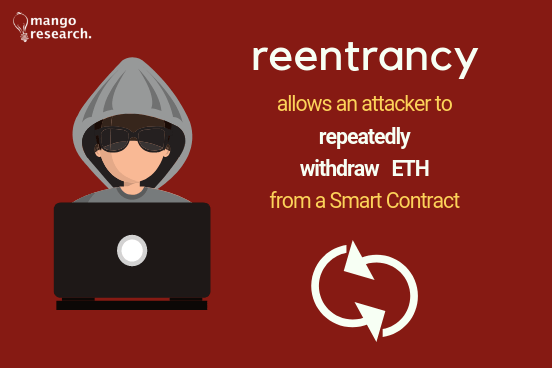 mango
research.
reentrancy
allows an attacker to
repeatedly
withdraw ETH
from a Smart Contract